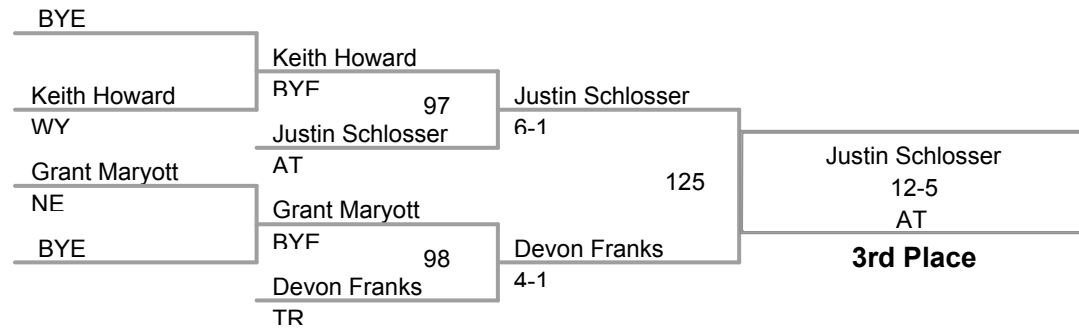 BYE
Keith Howard
WY
Grant Maryott
NE
BYE
Keith Howard
BYE
97
Justin Schlosser
AT
Grant Maryott
BYE
98
Devon Franks
TR
Justin Schlosser
6-1
125
Devon Franks
4-1
Justin Schlosser
12-5
AT
3rd Place